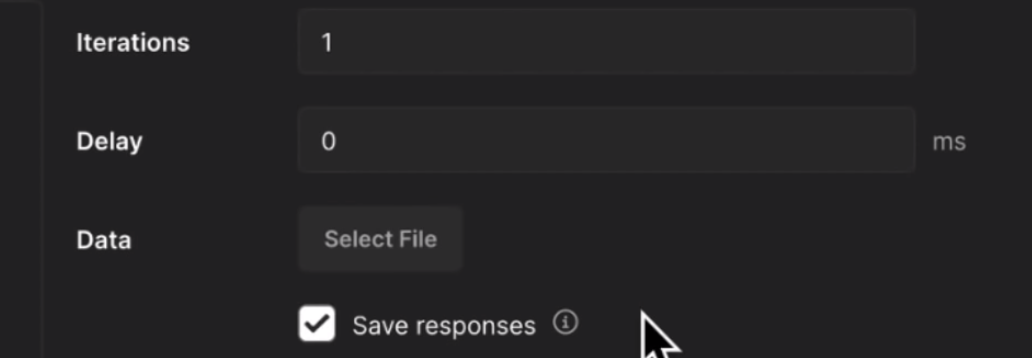 Iterations 1
Delay 0 ms
Data Select File
Save responses